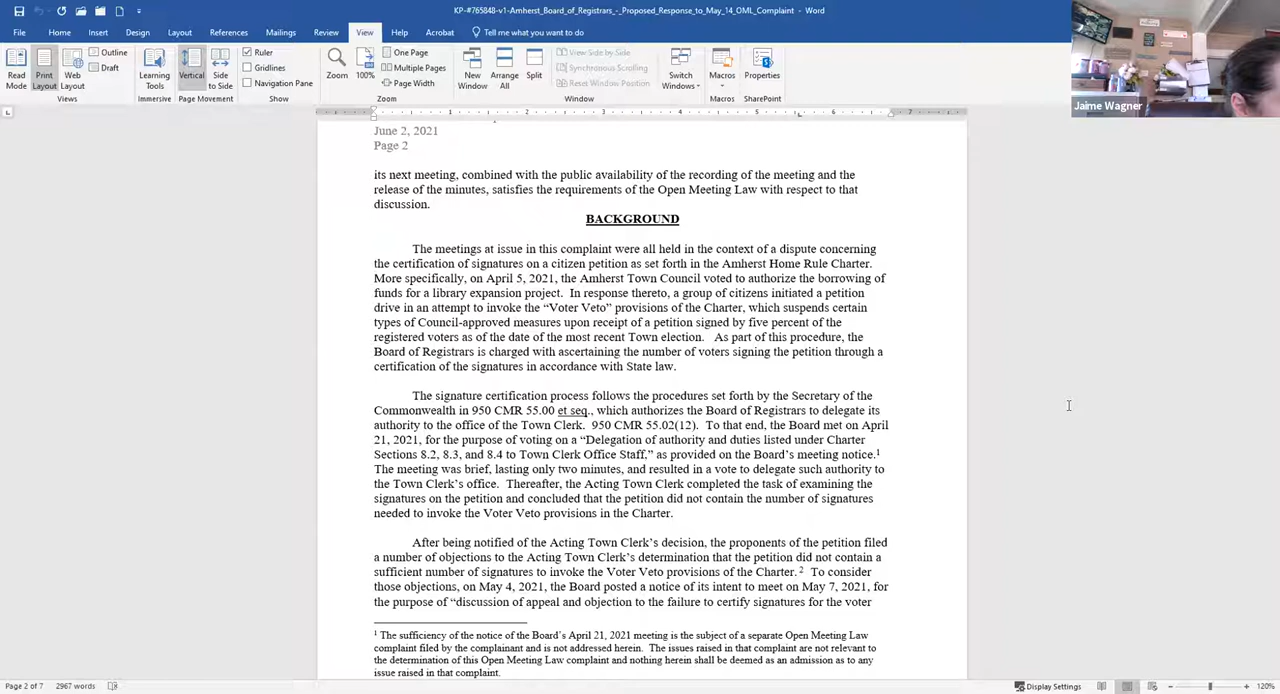 KP-#765848-v1-Amherst_Board_of_Registrars_-_Proposed_Response_to_May_14_OML_Complaint - Word
File Home Insert Draw Design Layout References Mailings Review View Help Acrobat Tell me what you want to do
Read Mode
Print Layout
Web Layout
Outline
Draft
Views
Learning Tools
Immersive
Vertical
Side to Side
Page Movement
Ruler
Gridlines
Navigation Pane
Show
Zoom
100%
One Page
Multiple Pages
Page Width
Zoom
New Window
Arrange All
Split
View Side by Side
Synchronous Scrolling
Reset Window Position
Window
Switch Windows
Macros
Macros
Properties
SharePoint
Jaime Wagner
June 2, 2021
Page 2
its next meeting, combined with the public availability of the recording of the meeting and the
release of the minutes, satisfies the requirements of the Open Meeting Law with respect to that
discussion.
BACKGROUND
The meetings at issue in this complaint were all held in the context of a dispute concerning
the certification of signatures on a citizen petition as set forth in the Amherst Home Rule Charter.
More specifically, on April 5, 2021, the Amherst Town Council voted to authorize the borrowing of
funds for a library expansion project. In response thereto, a group of citizens initiated a petition
drive in an attempt to invoke the “Voter Veto” provisions of the Charter, which suspends certain
types of Council-approved measures upon receipt of a petition signed by five percent of the
registered voters as of the date of the most recent Town election. As part of this procedure, the
Board of Registrars is charged with ascertaining the number of voters signing the petition through a
certification of the signatures in accordance with State law.
The signature certification process follows the procedures set forth by the Secretary of the
Commonwealth in 950 CMR 55.00 et seq., which authorizes the Board of Registrars to delegate its
authority to the office of the Town Clerk. 950 CMR 55.02(12). To that end, the Board met on April
21, 2021, for the purpose of voting on a “Delegation of authority and duties listed under Charter
Sections 8.2, 8.3, and 8.4 to Town Clerk Office Staff,” as provided on the Board’s meeting notice.1
The meeting was brief, lasting only two minutes, and resulted in a vote to delegate such authority to
the Town Clerk’s office. Thereafter, the Acting Town Clerk completed the task of examining the
signatures on the petition and concluded that the petition did not contain the number of signatures
needed to invoke the Voter Veto provisions in the Charter.
After being notified of the Acting Town Clerk’s decision, the proponents of the petition filed
a number of objections to the Acting Town Clerk’s determination that the petition did not contain a
sufficient number of signatures to invoke the Voter Veto provisions of the Charter. 2 To consider
those objections, on May 4, 2021, the Board posted a notice of its intent to meet on May 7, 2021, for
the purpose of “discussion of appeal and objection to the failure to certify signatures for the voter
1 The sufficiency of the notice of the Board’s April 21, 2021 meeting is the subject of a separate Open Meeting Law
complaint filed by the complainant and is not addressed herein. The issues raised in that complaint are not relevant to
the determination of this Open Meeting Law complaint and nothing herein shall be deemed as an admission as to any
issue raised in that complaint.
Page 2 of 7 2967 words Display Settings 120%